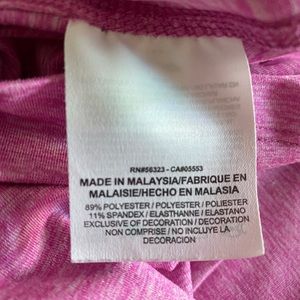 RN#56323 - CA#05553
MADE IN MALAYSIA/FABRIQUE EN
MALAISIE/HECHO EN MALASIA
89% POLYESTER / POLYESTER / POLIESTER
11% SPANDEX / ELASTHANNE / ELASTANO
EXCLUSIVE OF DECORATION / DECORATION
NON COMPRISE / NO INCLUYE LA
DECORACION